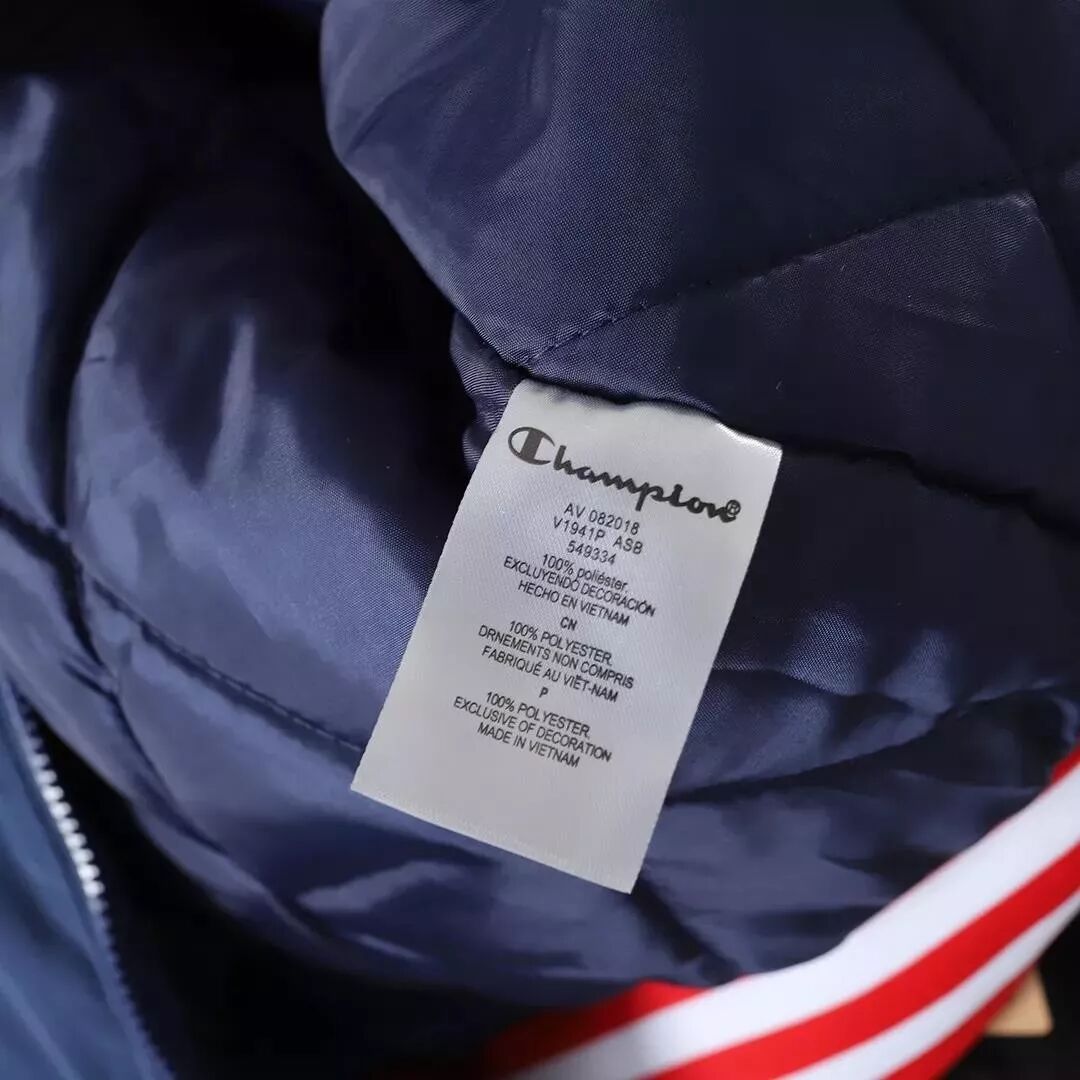 Champion®
AV 082018
V1941P ASB
549334
100% poliéster,
EXCLUYENDO DECORACIÓN
HECHO EN VIETNAM
CN
100% POLYESTER,
DRNEMENTS NON COMPRIS
FABRIQUÉ AU VIÊT-NAM
P
100% POLYESTER,
EXCLUSIVE OF DECORATION
MADE IN VIETNAM